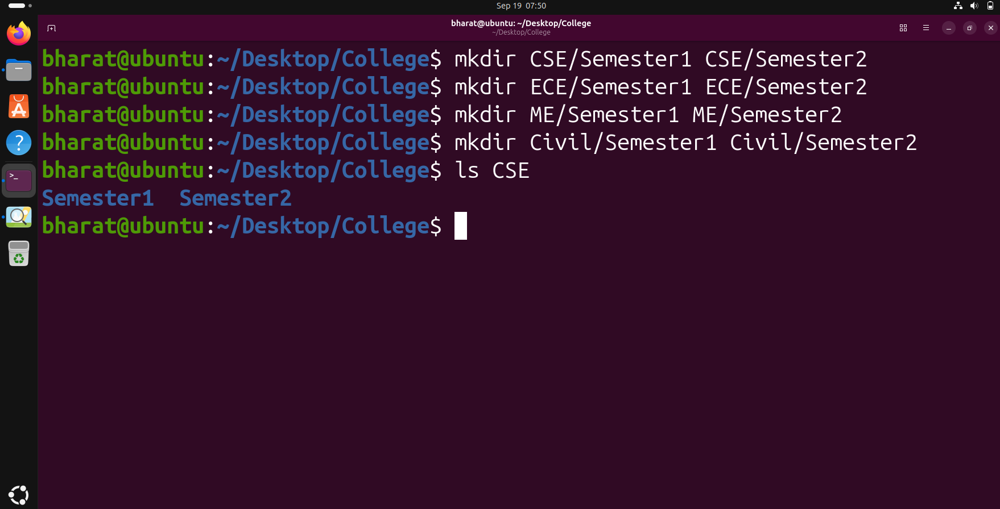 Sep 19 07:50
bharat@ubuntu: ~/Desktop/College
~/Desktop/College
bharat@ubuntu:~/Desktop/College$ mkdir CSE/Semester1 CSE/Semester2
bharat@ubuntu:~/Desktop/College$ mkdir ECE/Semester1 ECE/Semester2
bharat@ubuntu:~/Desktop/College$ mkdir ME/Semester1 ME/Semester2
bharat@ubuntu:~/Desktop/College$ mkdir Civil/Semester1 Civil/Semester2
bharat@ubuntu:~/Desktop/College$ ls CSE
Semester1  Semester2
bharat@ubuntu:~/Desktop/College$